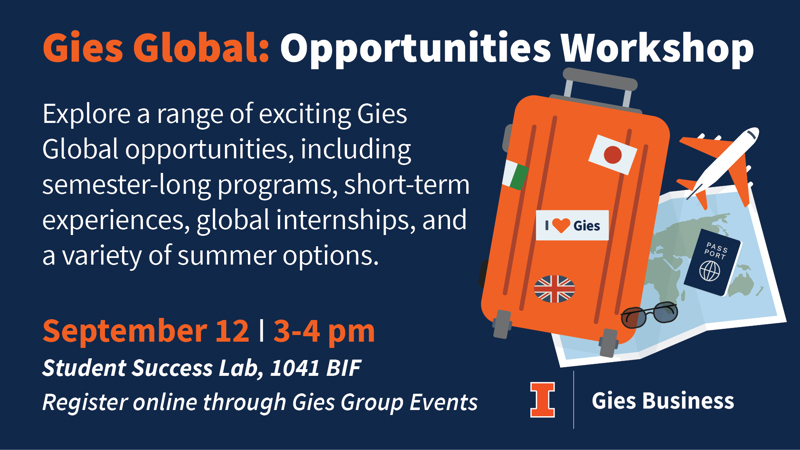 Gies Global: Opportunities Workshop
Explore a range of exciting Gies
Global opportunities, including
semester-long programs, short-term
experiences, global internships, and
a variety of summer options.
September 12 | 3-4 pm
Student Success Lab, 1041 BIF
Register online through Gies Group Events
I ❤ Gies
PASS
PORT
I
Gies Business